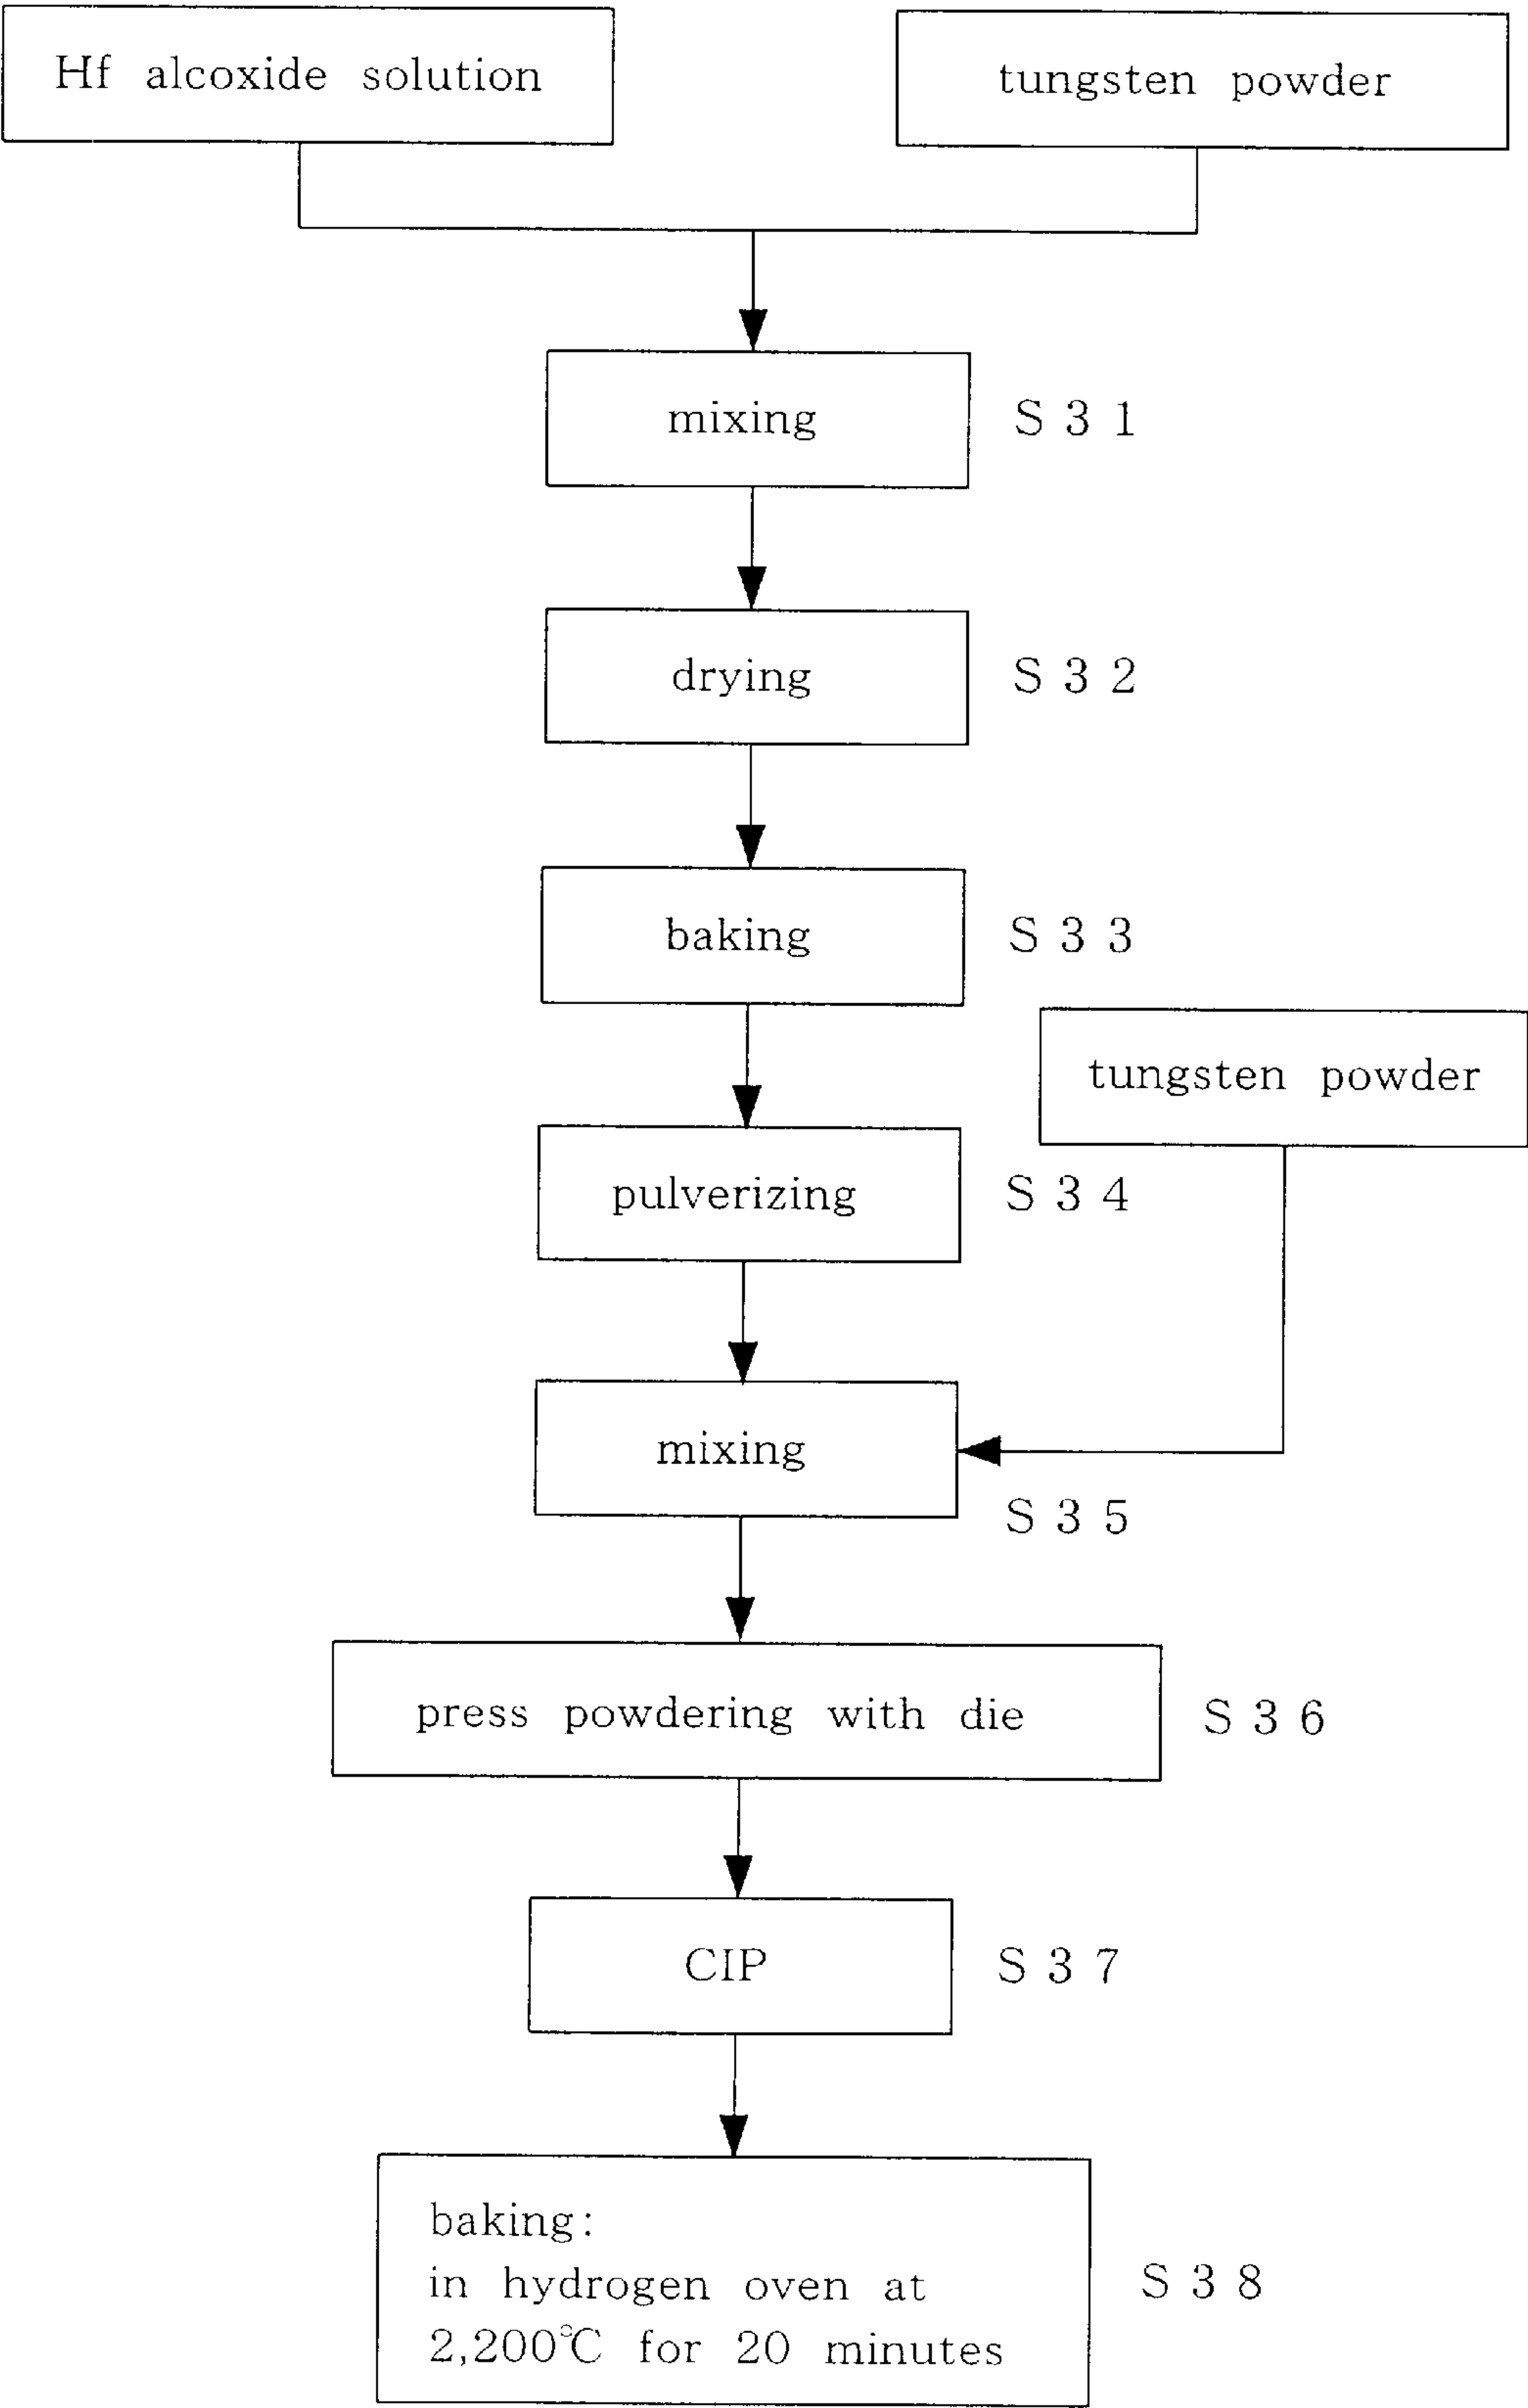 Hf alcoxide solution
tungsten powder
mixing
S 3 1
drying
S 3 2
baking
S 3 3
tungsten powder
pulverizing
S 3 4
mixing
S 3 5
press powdering with die
S 3 6
CIP
S 3 7
baking:
in hydrogen oven at
2,200℃ for 20 minutes
S 3 8